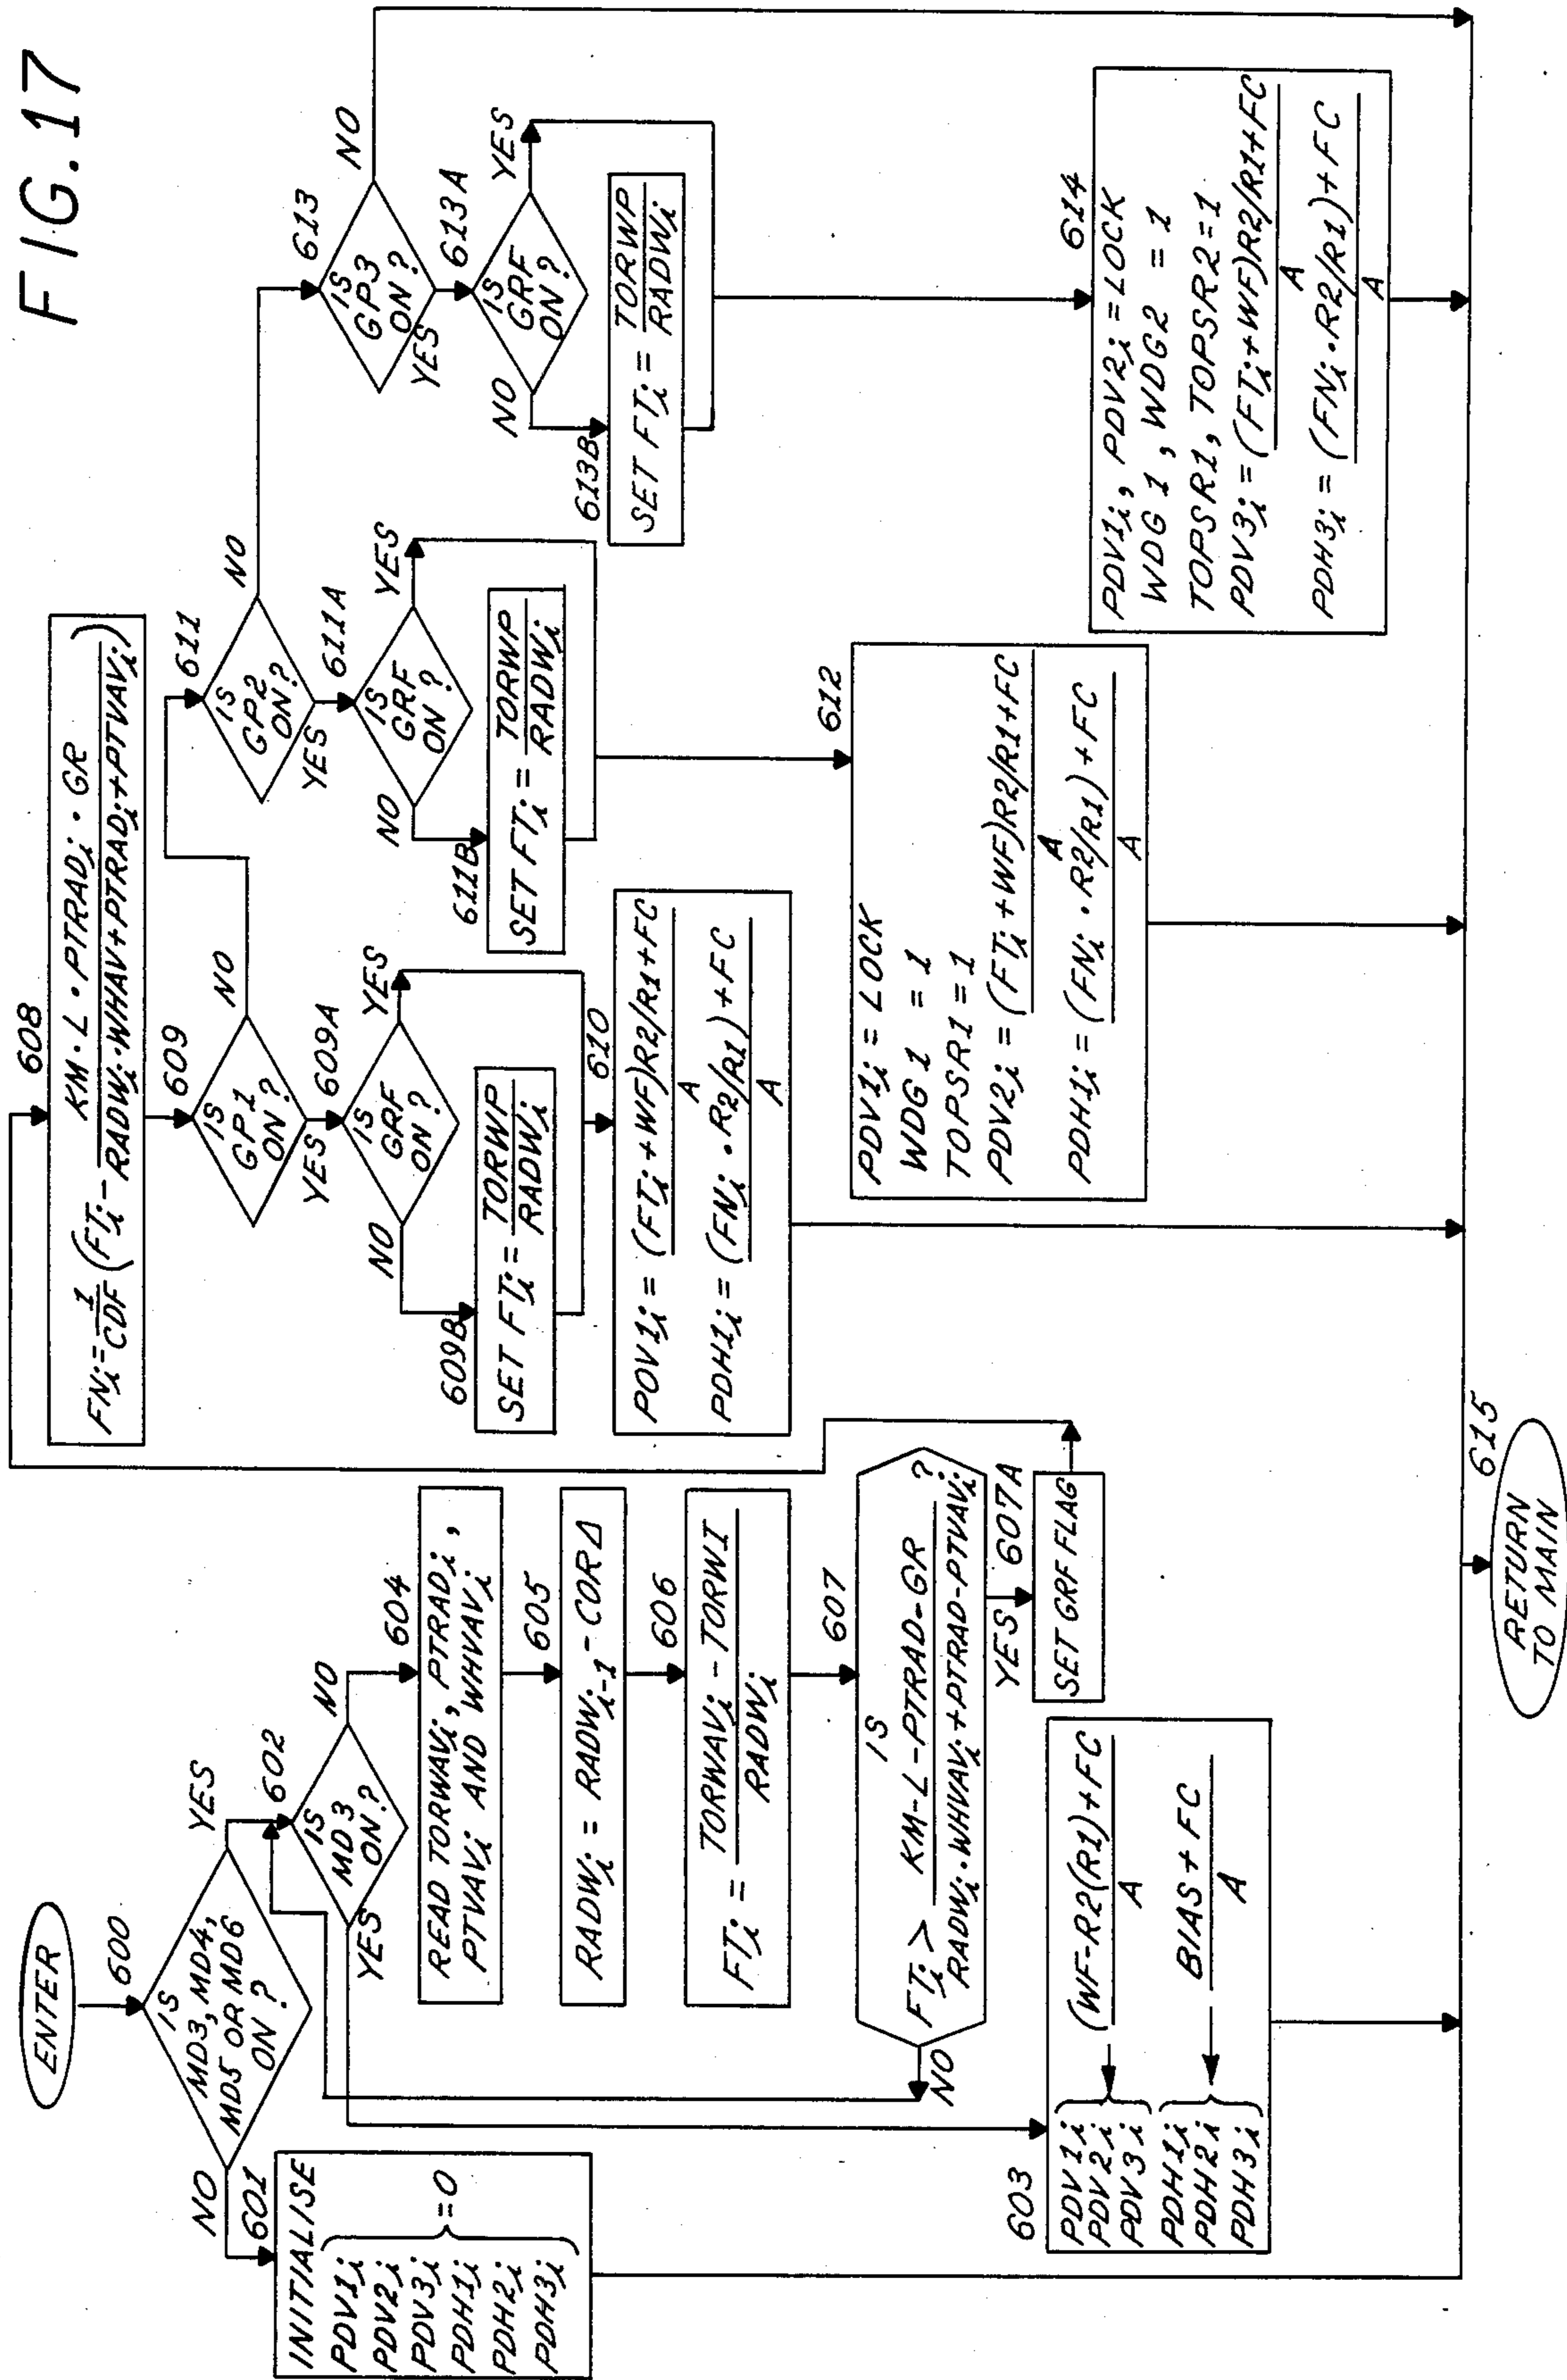 FIG.17
ENTER
600
IS
MD3, MD4,
MD5 OR MD6
ON ?
NO
YES
601
INITIALISE
PDV1i
PDV2i
PDV3i
PDH1i
PDH2i
PDH3i
=0
602
IS
MD3
ON ?
YES
NO
603
PDV1i
PDV2i
PDV3i
(WF-R2(R1)+FC
A
PDH1i
PDH2i
PDH3i
BIAS+FC
A
604
READ TORWAVi, PTRADi,
PTVAVi AND WHVAVi
605
RADWi = RADWi-1 - CORΔ
606
FTi = TORWAVi - TORWI
RADWi
607
IS
FTi > KM-L-PTRAD-GR ?
RADWi·WHVAVi+PTRAD-PTVAVi
NO
YES
607A
SET GRF FLAG
608
FNi = 1/CDF (FTi - KM·L·PTRADi·GR )
RADWi·WHAV+PTRADi+PTVAVi
609
IS
GP1
ON ?
NO
YES
609A
IS
GRF
ON ?
NO
YES
609B
SET FTi = TORWP
RADWi
610
POV1i = (FTi+WF)R2/R1+FC
A
PDH1i = (FNi·R2/R1)+FC
A
611
IS
GP2
ON ?
NO
YES
611A
IS
GRF
ON ?
NO
YES
611B
SET FTi = TORWP
RADWi
612
PDV1i = LOCK
WDG1 = 1
TOPSR1 = 1
PDV2i = (FTi+WF)R2/R1+FC
A
PDH1i = (FNi·R2/R1)+FC
A
613
IS
GP3
ON ?
NO
YES
613A
IS
GRF
ON ?
NO
YES
613B
SET FTi = TORWP
RADWi
614
PDV1i, PDV2i = LOCK
WDG1, WDG2 = 1
TOPSR1, TOPSR2=1
PDV3i = (FTi+WF)R2/R1+FC
A
PDH3i = (FNi·R2/R1)+FC
A
615
RETURN
TO MAIN